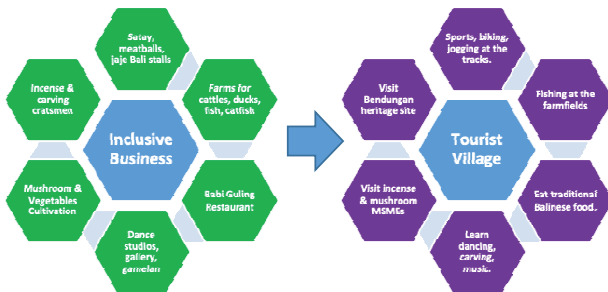 Satay,
meatballs,
jaje Bali stalls
Incense &
carving
cratsmen
Farms for
cattles, ducks,
fish, catfish
Inclusive
Business
Mushroom &
Vegetables
Cultivation
Babi Guling
Restaurant
Dance
studios,
gallery,
gamelan
Sports, biking,
jogging at the
tracks.
Visit
Bendungan
heritage site
Fishing at the
farmfields
Tourist
Village
Visit incense
& mushroom
MSMEs
Eat traditional
Balinese food.
Learn
dancing,
carving,
music.